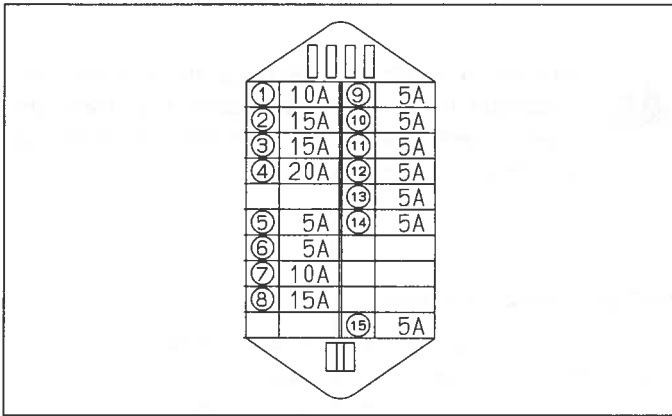 ① 10A ⑨ 5A
② 15A ⑩ 5A
③ 15A ⑪ 5A
④ 20A ⑫ 5A
⑬ 5A
⑤ 5A ⑭ 5A
⑥ 5A
⑦ 10A
⑧ 15A
⑮ 5A